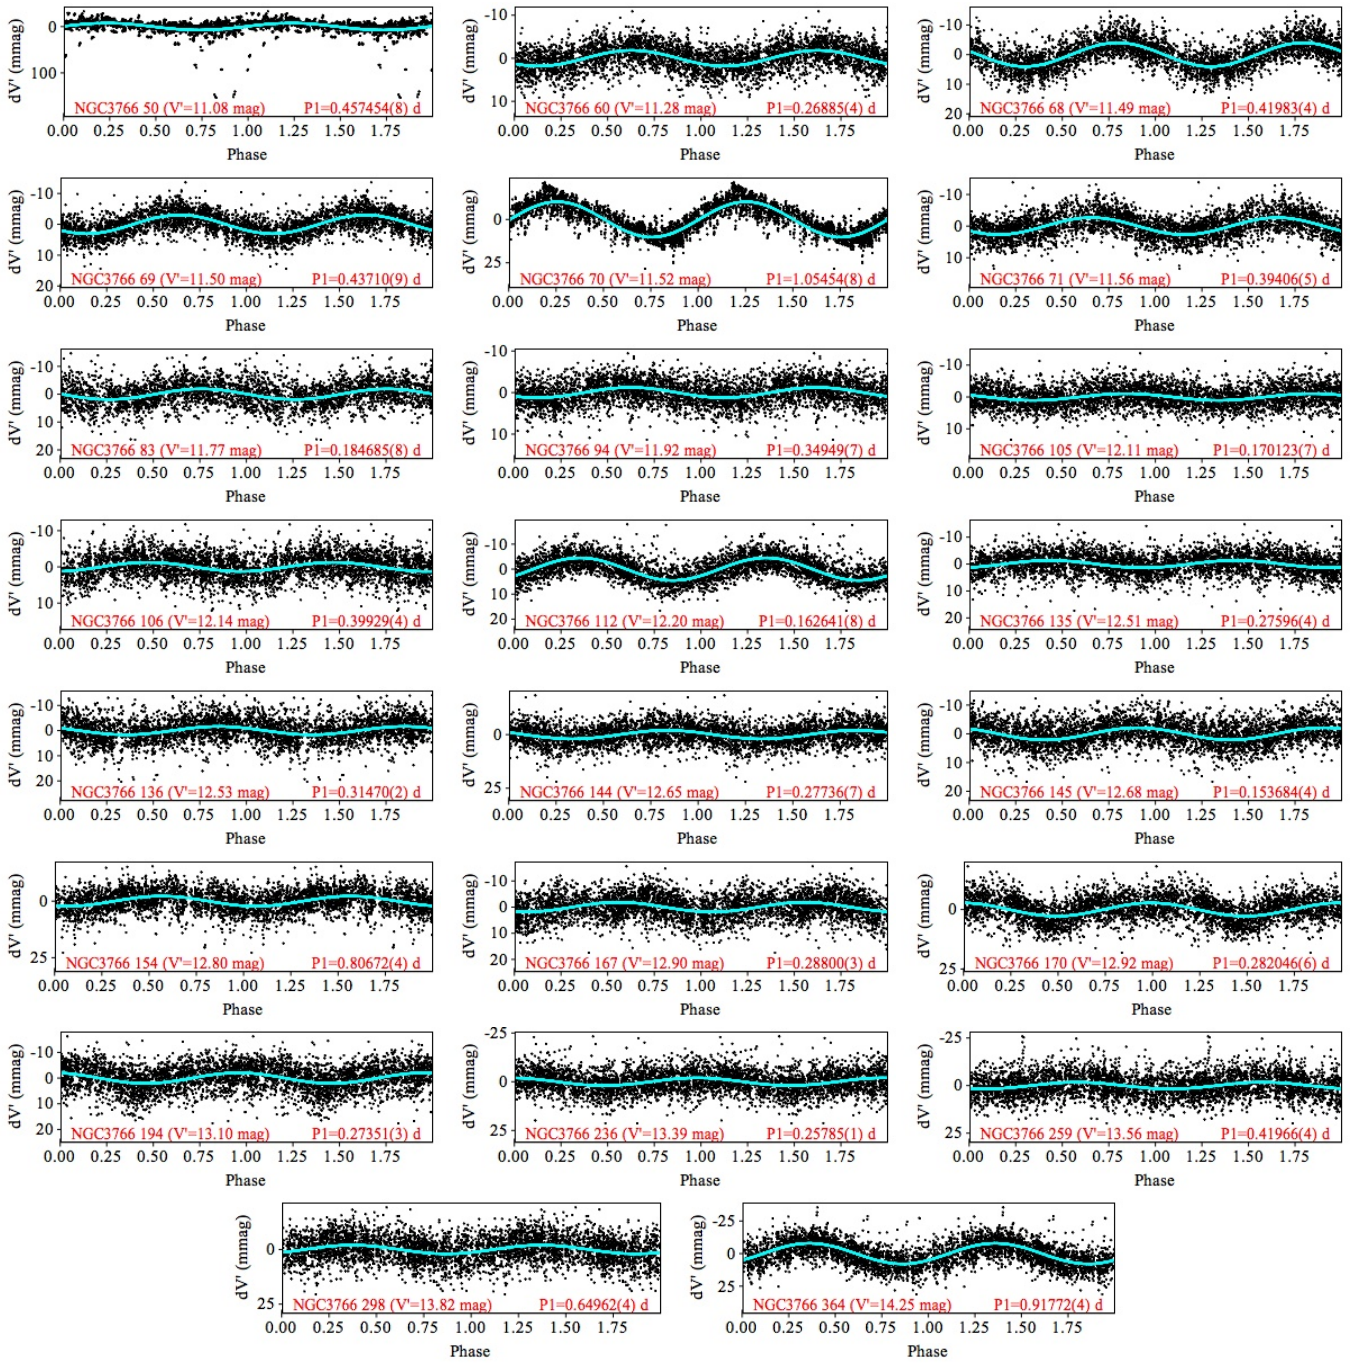 dV' (mmag)
0
100
NGC3766 50 (V'=11.08 mag) P1=0.457454(8) d
0.00 0.25 0.50 0.75 1.00 1.25 1.50 1.75
Phase
dV' (mmag)
-10
0
10
NGC3766 60 (V'=11.28 mag) P1=0.26885(4) d
0.00 0.25 0.50 0.75 1.00 1.25 1.50 1.75
Phase
dV' (mmag)
-10
0
10
20
NGC3766 68 (V'=11.49 mag) P1=0.41983(4) d
0.00 0.25 0.50 0.75 1.00 1.25 1.50 1.75
Phase
dV' (mmag)
-10
0
10
20
NGC3766 69 (V'=11.50 mag) P1=0.43710(9) d
0.00 0.25 0.50 0.75 1.00 1.25 1.50 1.75
Phase
dV' (mmag)
0
25
NGC3766 70 (V'=11.52 mag) P1=1.05454(8) d
0.00 0.25 0.50 0.75 1.00 1.25 1.50 1.75
Phase
dV' (mmag)
-10
0
10
NGC3766 71 (V'=11.56 mag) P1=0.39406(5) d
0.00 0.25 0.50 0.75 1.00 1.25 1.50 1.75
Phase
dV' (mmag)
-10
0
10
20
NGC3766 83 (V'=11.77 mag) P1=0.184685(8) d
0.00 0.25 0.50 0.75 1.00 1.25 1.50 1.75
Phase
dV' (mmag)
-10
0
10
NGC3766 94 (V'=11.92 mag) P1=0.34949(7) d
0.00 0.25 0.50 0.75 1.00 1.25 1.50 1.75
Phase
dV' (mmag)
-10
0
10
NGC3766 105 (V'=12.11 mag) P1=0.170123(7) d
0.00 0.25 0.50 0.75 1.00 1.25 1.50 1.75
Phase
dV' (mmag)
-10
0
10
NGC3766 106 (V'=12.14 mag) P1=0.39929(4) d
0.00 0.25 0.50 0.75 1.00 1.25 1.50 1.75
Phase
dV' (mmag)
-10
0
10
20
NGC3766 112 (V'=12.20 mag) P1=0.162641(8) d
0.00 0.25 0.50 0.75 1.00 1.25 1.50 1.75
Phase
dV' (mmag)
-10
0
10
20
NGC3766 135 (V'=12.51 mag) P1=0.27596(4) d
0.00 0.25 0.50 0.75 1.00 1.25 1.50 1.75
Phase
dV' (mmag)
-10
0
10
20
NGC3766 136 (V'=12.53 mag) P1=0.31470(2) d
0.00 0.25 0.50 0.75 1.00 1.25 1.50 1.75
Phase
dV' (mmag)
0
25
NGC3766 144 (V'=12.65 mag) P1=0.27736(7) d
0.00 0.25 0.50 0.75 1.00 1.25 1.50 1.75
Phase
dV' (mmag)
-10
0
10
20
NGC3766 145 (V'=12.68 mag) P1=0.153684(4) d
0.00 0.25 0.50 0.75 1.00 1.25 1.50 1.75
Phase
dV' (mmag)
0
25
NGC3766 154 (V'=12.80 mag) P1=0.80672(4) d
0.00 0.25 0.50 0.75 1.00 1.25 1.50 1.75
Phase
dV' (mmag)
-10
0
10
20
NGC3766 167 (V'=12.90 mag) P1=0.28800(3) d
0.00 0.25 0.50 0.75 1.00 1.25 1.50 1.75
Phase
dV' (mmag)
0
25
NGC3766 170 (V'=12.92 mag) P1=0.282046(6) d
0.00 0.25 0.50 0.75 1.00 1.25 1.50 1.75
Phase
dV' (mmag)
-10
0
10
20
NGC3766 194 (V'=13.10 mag) P1=0.27351(3) d
0.00 0.25 0.50 0.75 1.00 1.25 1.50 1.75
Phase
dV' (mmag)
-25
0
25
NGC3766 236 (V'=13.39 mag) P1=0.25785(1) d
0.00 0.25 0.50 0.75 1.00 1.25 1.50 1.75
Phase
dV' (mmag)
-25
0
25
NGC3766 259 (V'=13.56 mag) P1=0.41966(4) d
0.00 0.25 0.50 0.75 1.00 1.25 1.50 1.75
Phase
dV' (mmag)
0
25
NGC3766 298 (V'=13.82 mag) P1=0.64962(4) d
0.00 0.25 0.50 0.75 1.00 1.25 1.50 1.75
Phase
dV' (mmag)
-25
0
25
NGC3766 364 (V'=14.25 mag) P1=0.91772(4) d
0.00 0.25 0.50 0.75 1.00 1.25 1.50 1.75
Phase